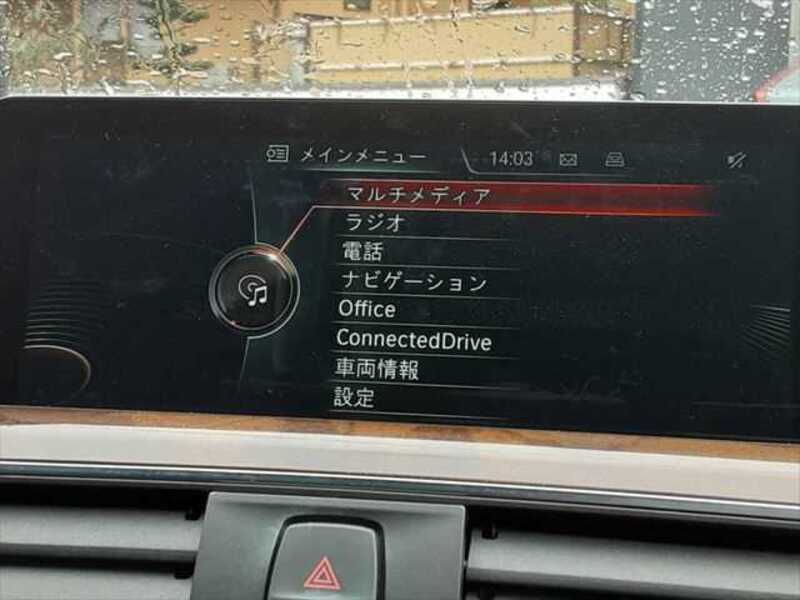 メインメニュー 14:03
マルチメディア
ラジオ
電話
ナビゲーション
Office
ConnectedDrive
車両情報
設定